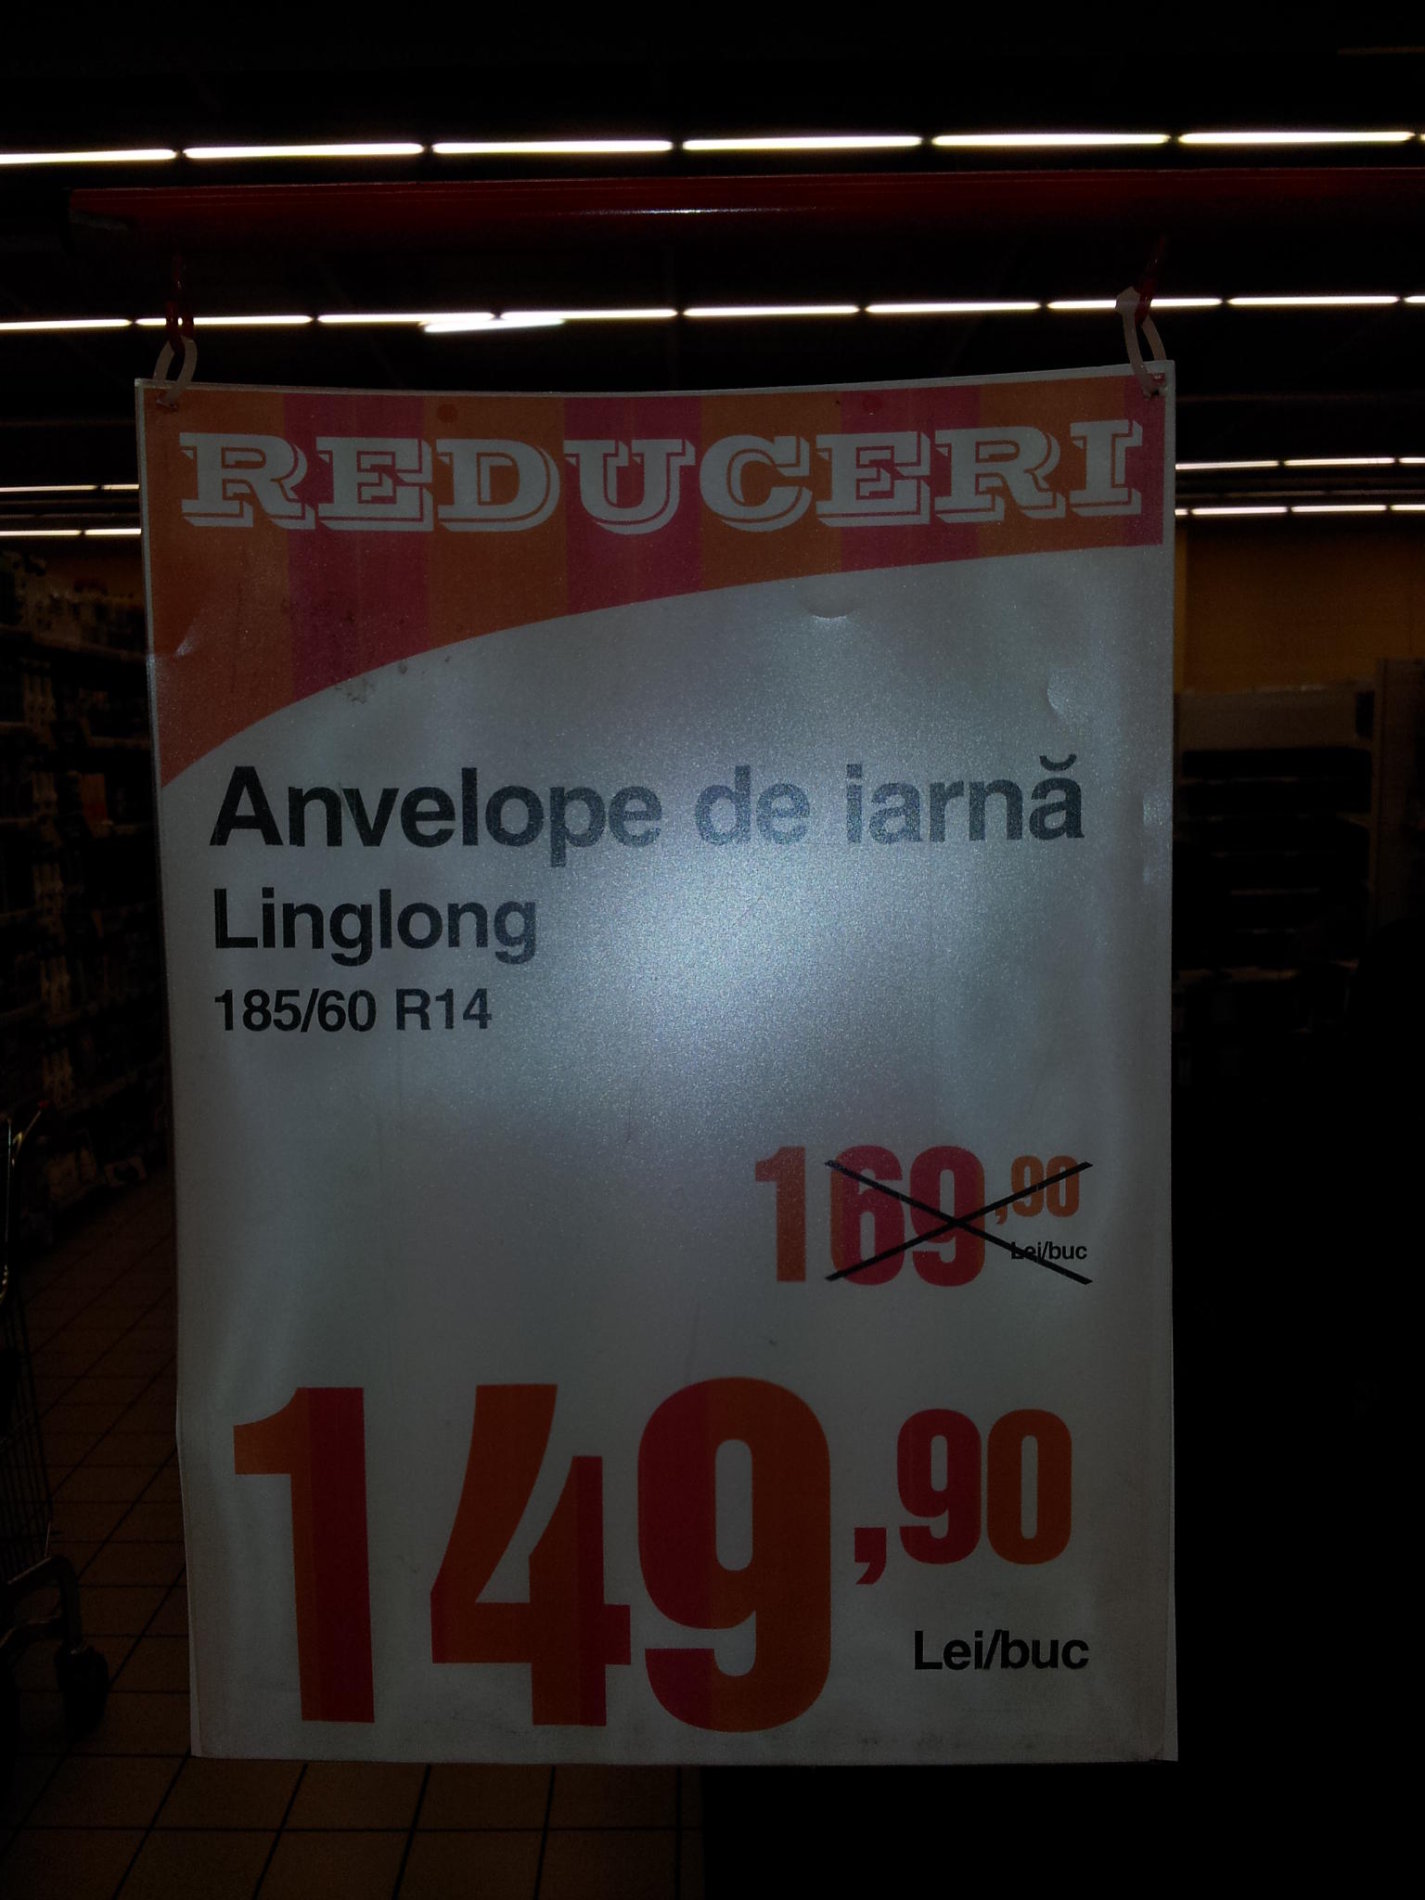 REDUCERI
Anvelope de iarnă
Linglong
185/60 R14
169,90
Lei/buc
149,90
Lei/buc